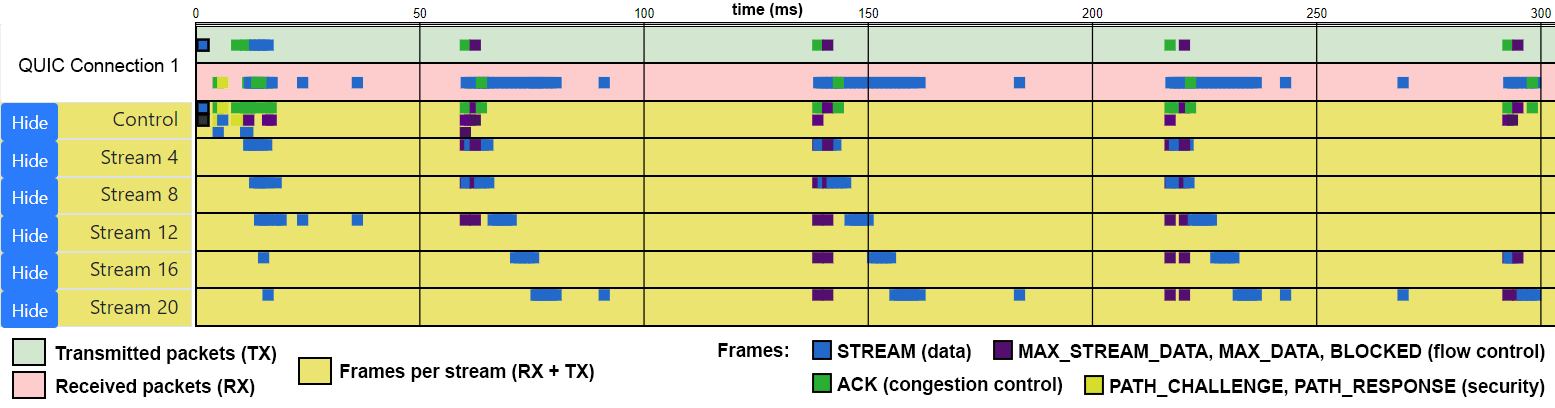 time (ms)
0 50 100 150 200 250 300
QUIC Connection 1
Hide Control
Hide Stream 4
Hide Stream 8
Hide Stream 12
Hide Stream 16
Hide Stream 20
Transmitted packets (TX)
Received packets (RX)
Frames per stream (RX + TX)
Frames: STREAM (data) MAX_STREAM_DATA, MAX_DATA, BLOCKED (flow control)
ACK (congestion control) PATH_CHALLENGE, PATH_RESPONSE (security)